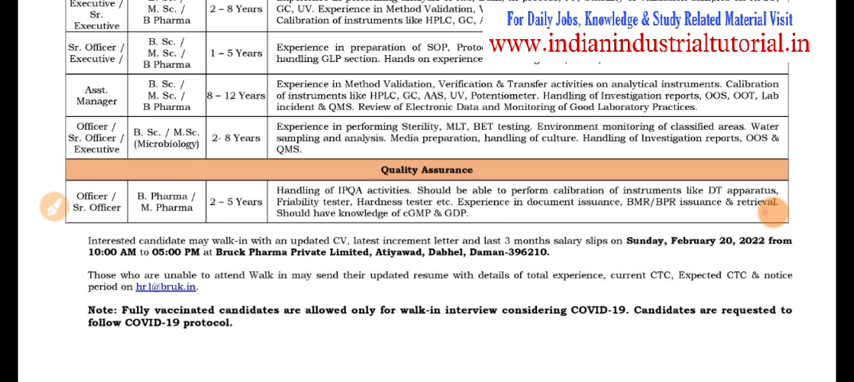 Executive /
Sr.
Executive
M. Sc. /
B Pharma
2 – 8 Years
GC, UV. Experience in Method Validation, V
Calibration of instruments like HPLC, GC, A
For Daily Jobs, Knowledge & Study Related Material Visit
www.indianindustrialtutorial.in
Sr. Officer /
Executive /
B. Sc. /
M. Sc. /
B Pharma
1 – 5 Years
Experience in preparation of SOP, Proto
handling GLP section. Hands on experience
Asst.
Manager
B. Sc. /
M. Sc. /
B Pharma
8 – 12 Years
Experience in Method Validation, Verification & Transfer activities on analytical instruments. Calibration
of instruments like HPLC, GC, AAS, UV, Potentiometer. Handling of Investigation reports, OOS, OOT, Lab
incident & QMS. Review of Electronic Data and Monitoring of Good Laboratory Practices.
Officer /
Sr. Officer /
Executive
B. Sc. / M.Sc.
(Microbiology)
2- 8 Years
Experience in performing Sterility, MLT, BET testing. Environment monitoring of classified areas. Water
sampling and analysis. Media preparation, handling of culture. Handling of Investigation reports, OOS &
QMS.
Quality Assurance
Officer /
Sr. Officer
B. Pharma /
M. Pharma
2 – 5 Years
Handling of IPQA activities. Should be able to perform calibration of instruments like DT apparatus,
Friability tester, Hardness tester etc. Experience in document issuance, BMR/BPR issuance & retrieval.
Should have knowledge of cGMP & GDP.
Interested candidate may walk-in with an updated CV, latest increment letter and last 3 months salary slips on Sunday, February 20, 2022 from
10:00 AM to 05:00 PM at Bruck Pharma Private Limited, Atiyawad, Dabhel, Daman-396210.
Those who are unable to attend Walk in may send their updated resume with details of total experience, current CTC, Expected CTC & notice
period on hr1@bruk.in.
Note: Fully vaccinated candidates are allowed only for walk-in interview considering COVID-19. Candidates are requested to
follow COVID-19 protocol.